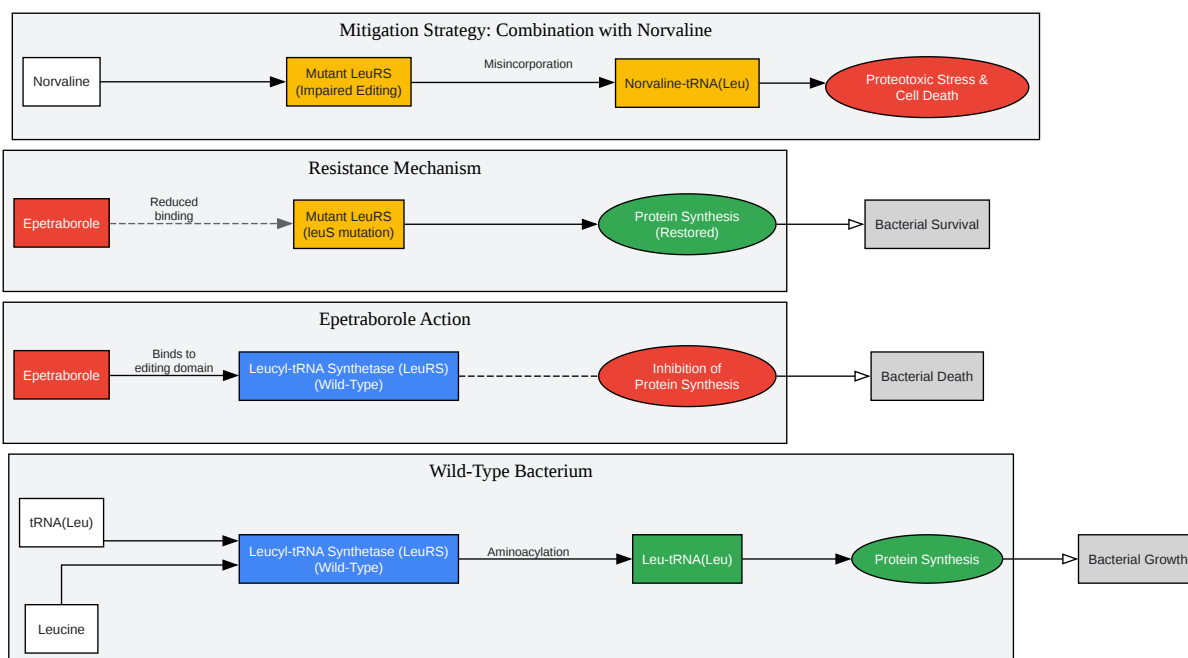 Mitigation Strategy: Combination with Norvaline
Norvaline
Mutant LeuRS
(Impaired Editing)
Misincorporation
Norvaline-tRNA(Leu)
Proteotoxic Stress &
Cell Death
Resistance Mechanism
Epetraborole
Reduced
binding
Mutant LeuRS
(leuS mutation)
Protein Synthesis
(Restored)
Bacterial Survival
Epetraborole Action
Epetraborole
Binds to
editing domain
Leucyl-tRNA Synthetase (LeuRS)
(Wild-Type)
Inhibition of
Protein Synthesis
Bacterial Death
Wild-Type Bacterium
tRNA(Leu)
Leucine
Leucyl-tRNA Synthetase (LeuRS)
(Wild-Type)
Aminoacylation
Leu-tRNA(Leu)
Protein Synthesis
Bacterial Growth